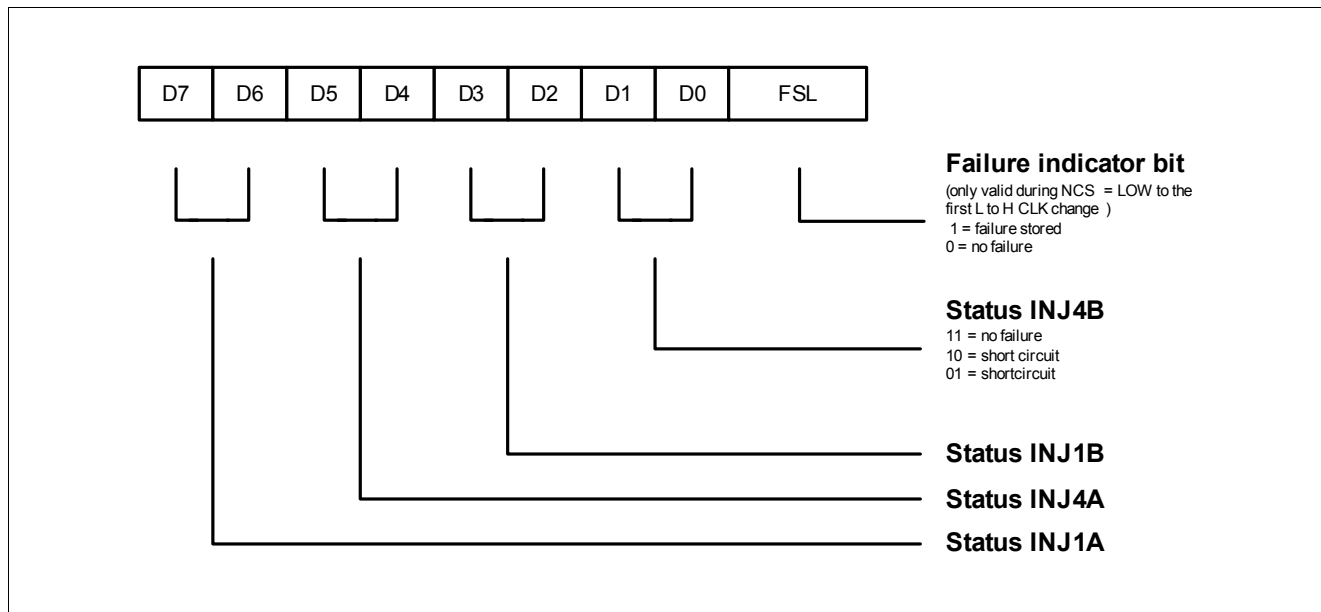 D7 D6 D5 D4 D3 D2 D1 D0 FSL
Failure indicator bit
(only valid during NCS = LOW to the
first L to H CLK change )
1 = failure stored
0 = no failure
Status INJ4B
11 = no failure
10 = short circuit
01 = shortcircuit
Status INJ1B
Status INJ4A
Status INJ1A